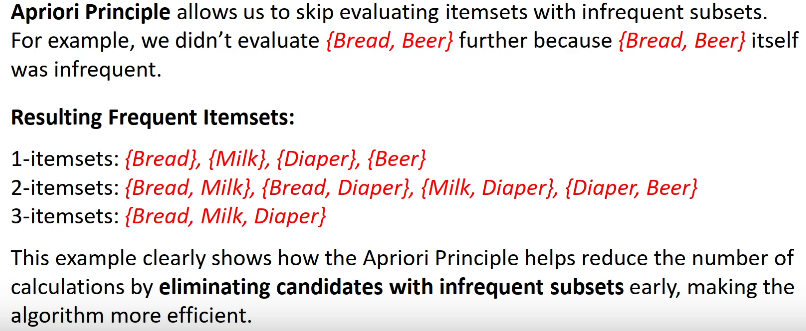 Apriori Principle allows us to skip evaluating itemsets with infrequent subsets.
For example, we didn’t evaluate {Bread, Beer} further because {Bread, Beer} itself
was infrequent.
Resulting Frequent Itemsets:
1-itemsets: {Bread}, {Milk}, {Diaper}, {Beer}
2-itemsets: {Bread, Milk}, {Bread, Diaper}, {Milk, Diaper}, {Diaper, Beer}
3-itemsets: {Bread, Milk, Diaper}
This example clearly shows how the Apriori Principle helps reduce the number of
calculations by eliminating candidates with infrequent subsets early, making the
algorithm more efficient.